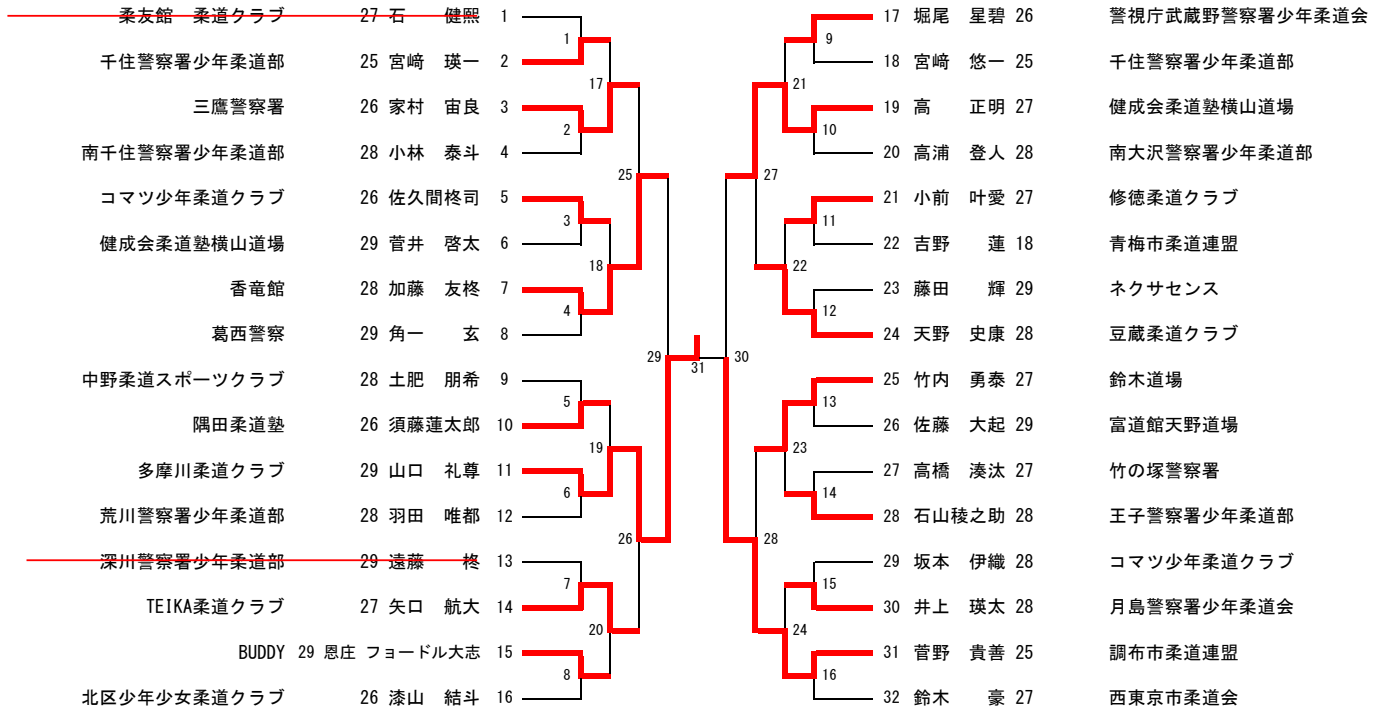 柔友館　柔道クラブ 27 石　　健熙 1
千住警察署少年柔道部 25 宮﨑　瑛一 2
三鷹警察署 26 家村　宙良 3
南千住警察署少年柔道部 28 小林　泰斗 4
コマツ少年柔道クラブ 26 佐久間柊司 5
健成会柔道塾横山道場 29 菅井　啓太 6
香竜館 28 加藤　友柊 7
葛西警察 29 角一　　玄 8
中野柔道スポーツクラブ 28 土肥　朋希 9
隅田柔道塾 26 須藤蓮太郎 10
多摩川柔道クラブ 29 山口　礼尊 11
荒川警察署少年柔道部 28 羽田　唯都 12
深川警察署少年柔道部 29 遠藤　　柊 13
TEIKA柔道クラブ 27 矢口　航大 14
BUDDY 29 恩庄 フョードル大志 15
北区少年少女柔道クラブ 26 漆山　結斗 16
1
2
3
4
5
6
7
8
17
18
19
20
25
26
29
31
30
27
28
21
22
23
24
9
10
11
12
13
14
15
16
17 堀尾　星碧 26 警視庁武蔵野警察署少年柔道会
18 宮﨑　悠一 25 千住警察署少年柔道部
19 高　　正明 27 健成会柔道塾横山道場
20 高浦　登人 28 南大沢警察署少年柔道部
21 小前　叶愛 27 修徳柔道クラブ
22 吉野　　蓮 18 青梅市柔道連盟
23 藤田　　輝 29 ネクサセンス
24 天野　史康 28 豆蔵柔道クラブ
25 竹内　勇泰 27 鈴木道場
26 佐藤　大起 29 富道館天野道場
27 高橋　湊汰 27 竹の塚警察署
28 石山稜之助 28 王子警察署少年柔道部
29 坂本　伊織 28 コマツ少年柔道クラブ
30 井上　瑛太 28 月島警察署少年柔道会
31 菅野　貴善 25 調布市柔道連盟
32 鈴木　　豪 27 西東京市柔道会